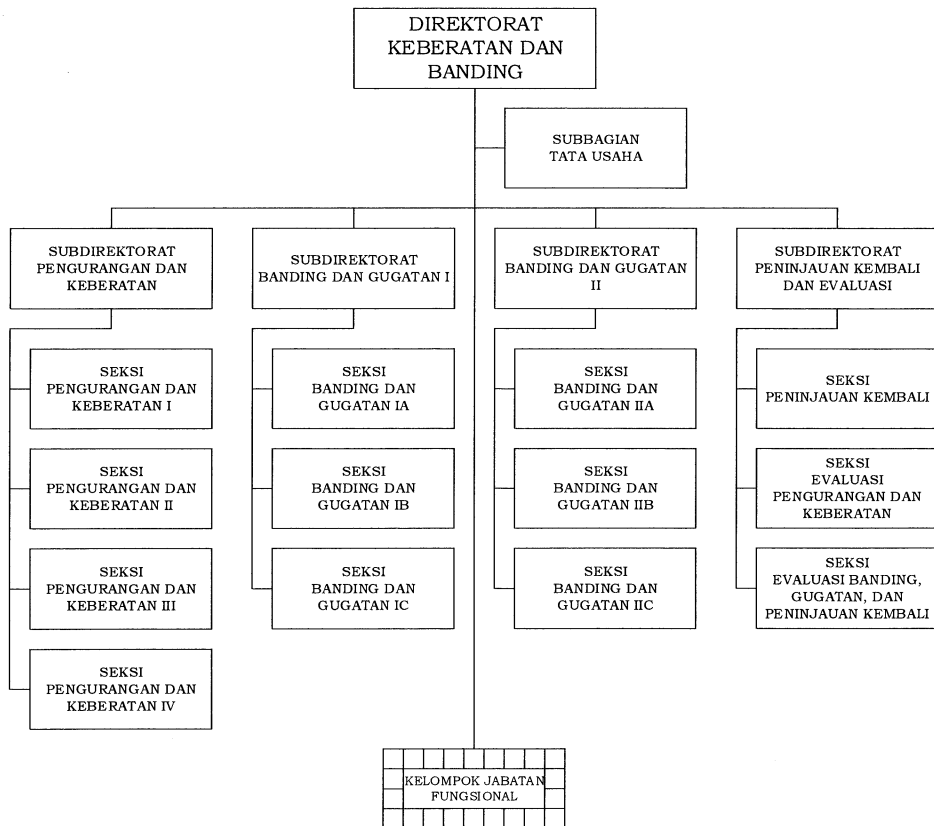 DIREKTORAT
KEBERATAN DAN
BANDING
SUBBAGIAN
TATA USAHA
SUBDIREKTORAT
PENGURANGAN DAN
KEBERATAN
SUBDIREKTORAT
BANDING DAN GUGATAN I
SUBDIREKTORAT
BANDING DAN GUGATAN
II
SUBDIREKTORAT
PENINJAUAN KEMBALI
DAN EVALUASI
SEKSI
PENGURANGAN DAN
KEBERATAN I
SEKSI
BANDING DAN
GUGATAN IA
SEKSI
BANDING DAN
GUGATAN IIA
SEKSI
PENINJAUAN KEMBALI
SEKSI
PENGURANGAN DAN
KEBERATAN II
SEKSI
BANDING DAN
GUGATAN IB
SEKSI
BANDING DAN
GUGATAN IIB
SEKSI
EVALUASI
PENGURANGAN DAN
KEBERATAN
SEKSI
PENGURANGAN DAN
KEBERATAN III
SEKSI
BANDING DAN
GUGATAN IC
SEKSI
BANDING DAN
GUGATAN IIC
SEKSI
EVALUASI BANDING,
GUGATAN, DAN
PENINJAUAN KEMBALI
SEKSI
PENGURANGAN DAN
KEBERATAN IV
KELOMPOK JABATAN
FUNGSIONAL